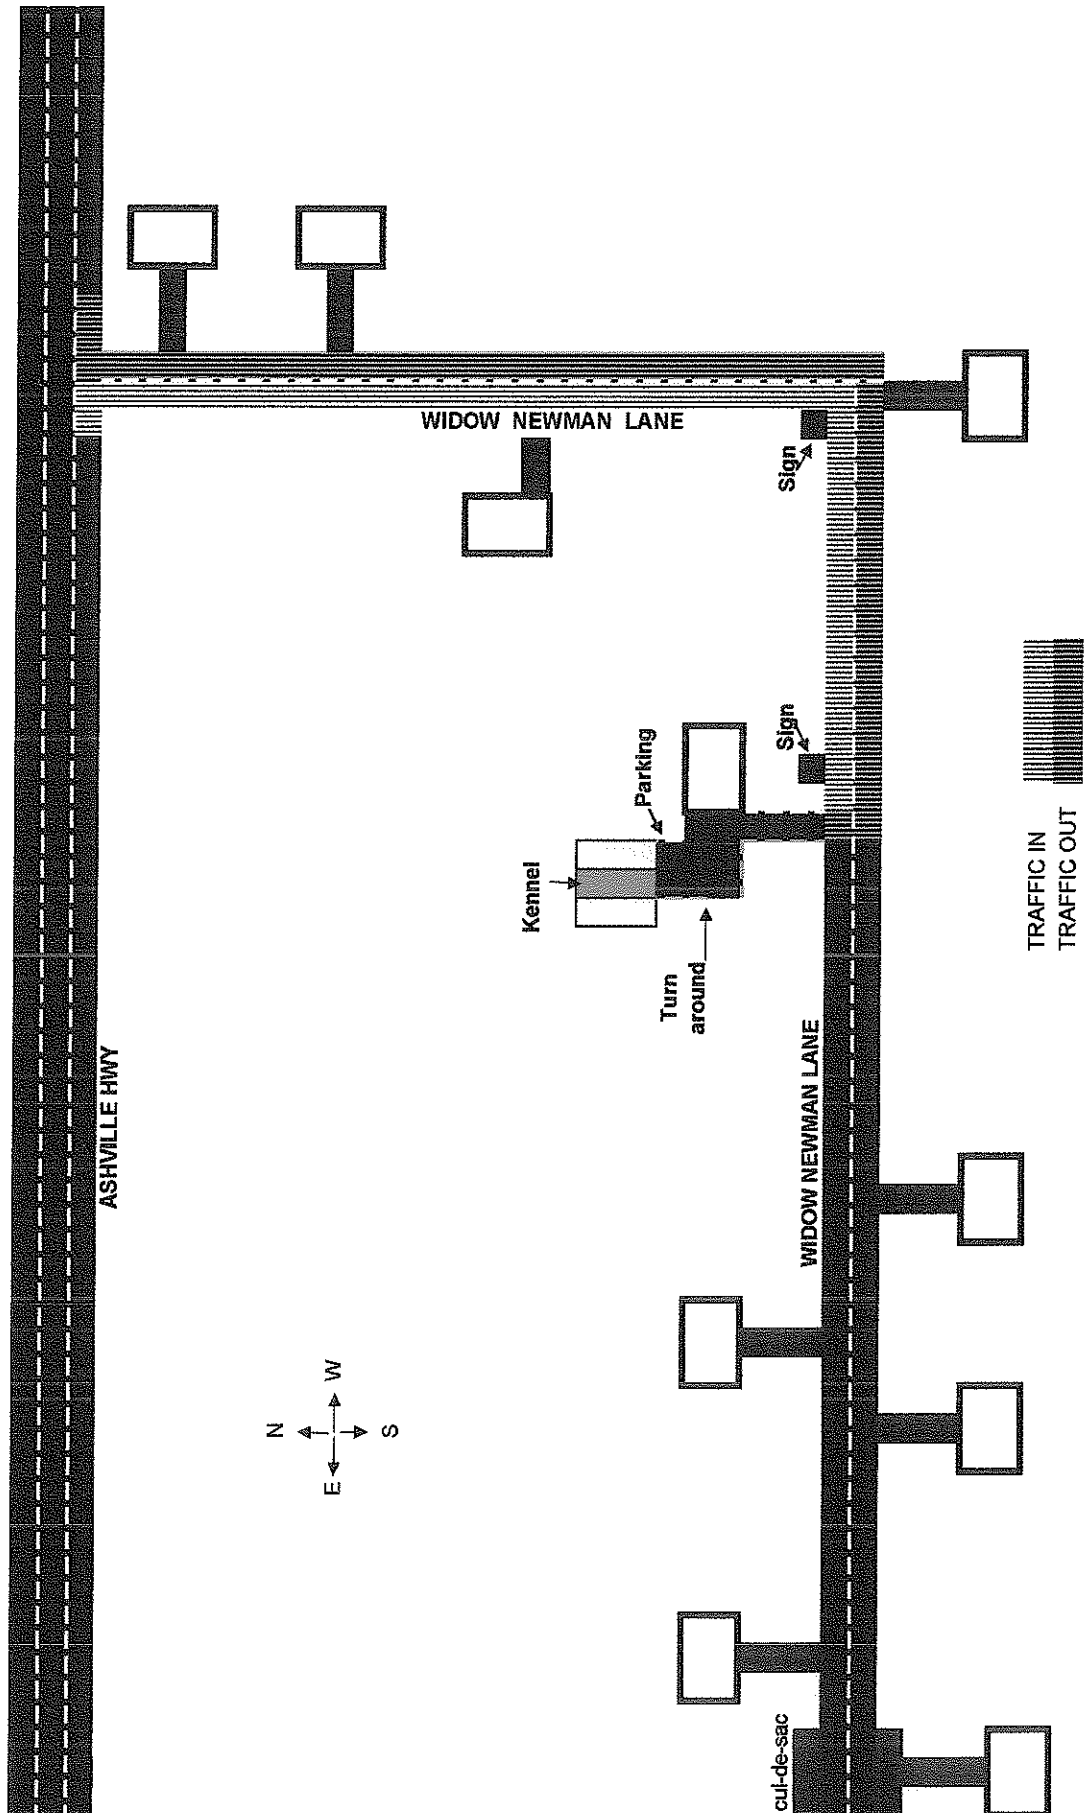 ASHVILLE HWY
WIDOW NEWMAN LANE
Sign
Sign
Parking
Kennel
Turn
around
WIDOW NEWMAN LANE
N
W
E
S
cul-de-sac
TRAFFIC IN
TRAFFIC OUT